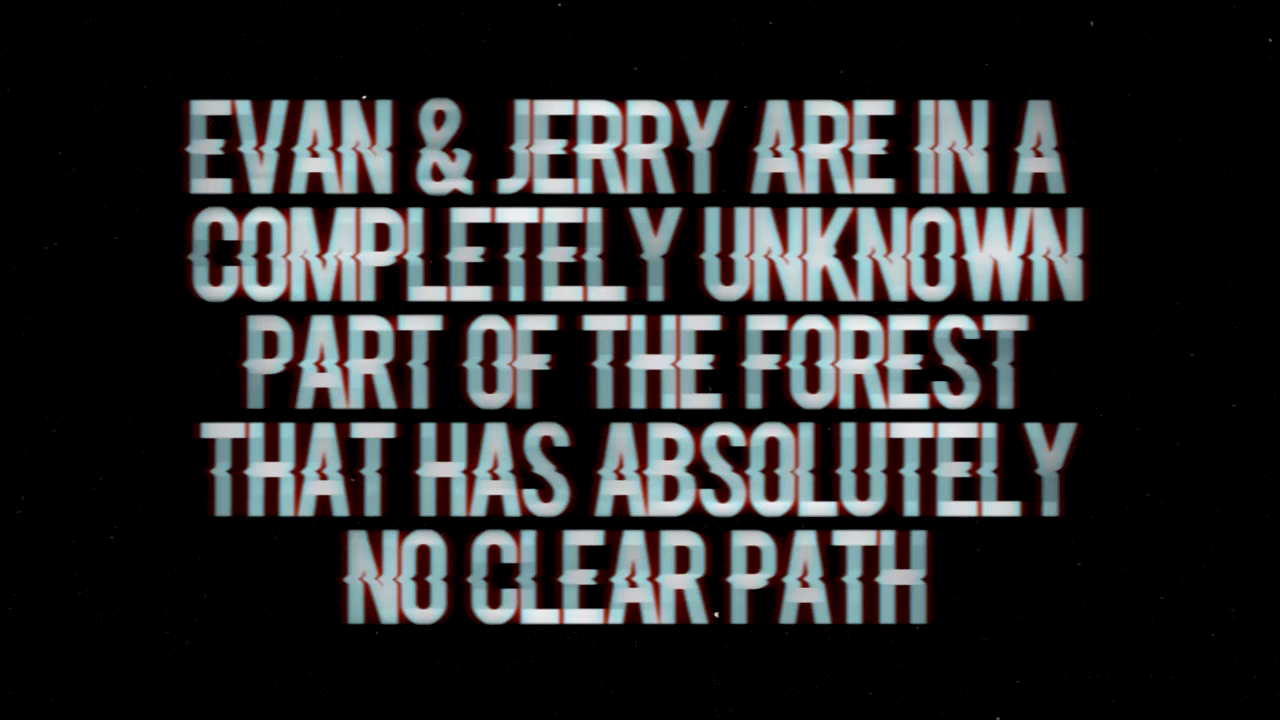 EVAN & JERRY ARE IN A
COMPLETELY UNKNOWN
PART OF THE FOREST
THAT HAS ABSOLUTELY
NO CLEAR PATH